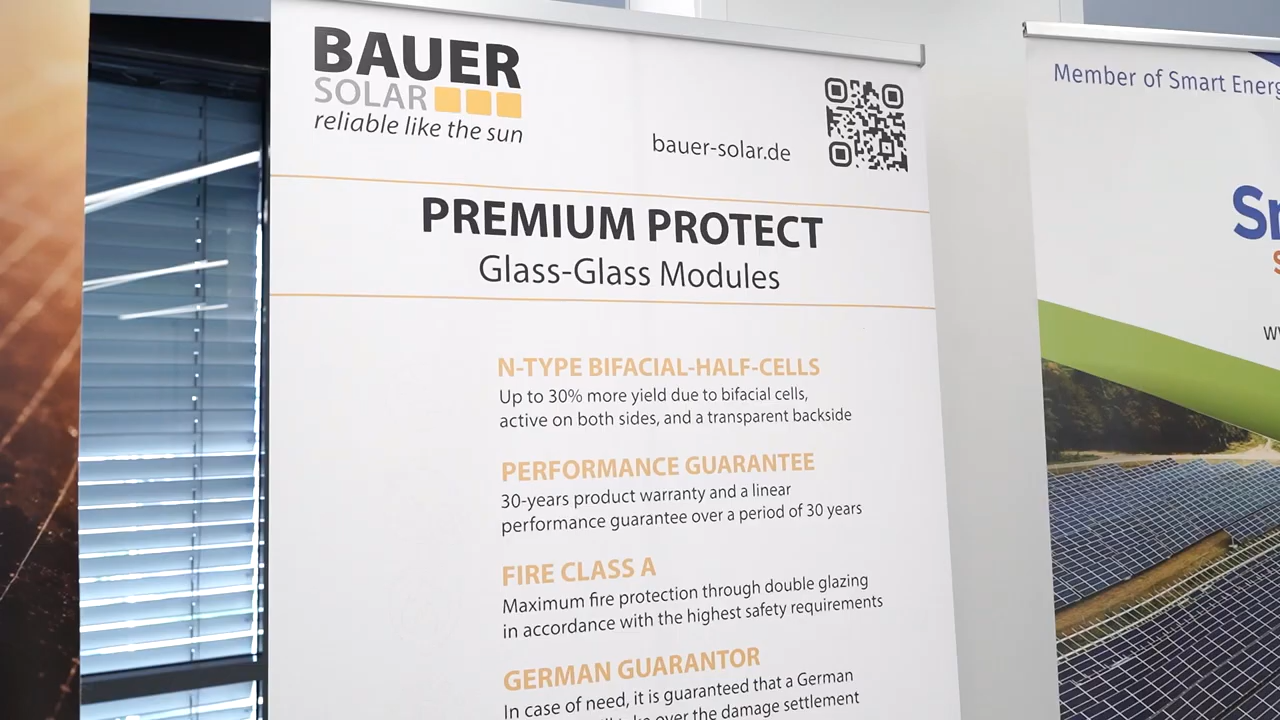 BAUER
SOLAR
reliable like the sun
bauer-solar.de
PREMIUM PROTECT
Glass-Glass Modules
N-TYPE BIFACIAL-HALF-CELLS
Up to 30% more yield due to bifacial cells,
active on both sides, and a transparent backside
PERFORMANCE GUARANTEE
30-years product warranty and a linear
performance guarantee over a period of 30 years
FIRE CLASS A
Maximum fire protection through double glazing
in accordance with the highest safety requirements
GERMAN GUARANTOR
In case of need, it is guaranteed that a German
over the damage settlement
Member of Smart